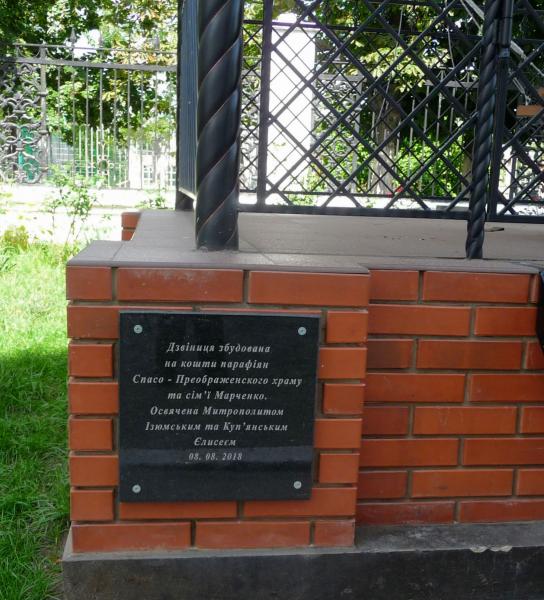 Дзвіниця збудована
на кошти парафіян
Спасо - Преображенского храму
та сім'ї Марченко.
Освячена Митрополитом
Ізюмським та Куп'янським
Єлисеєм
08. 08. 2018